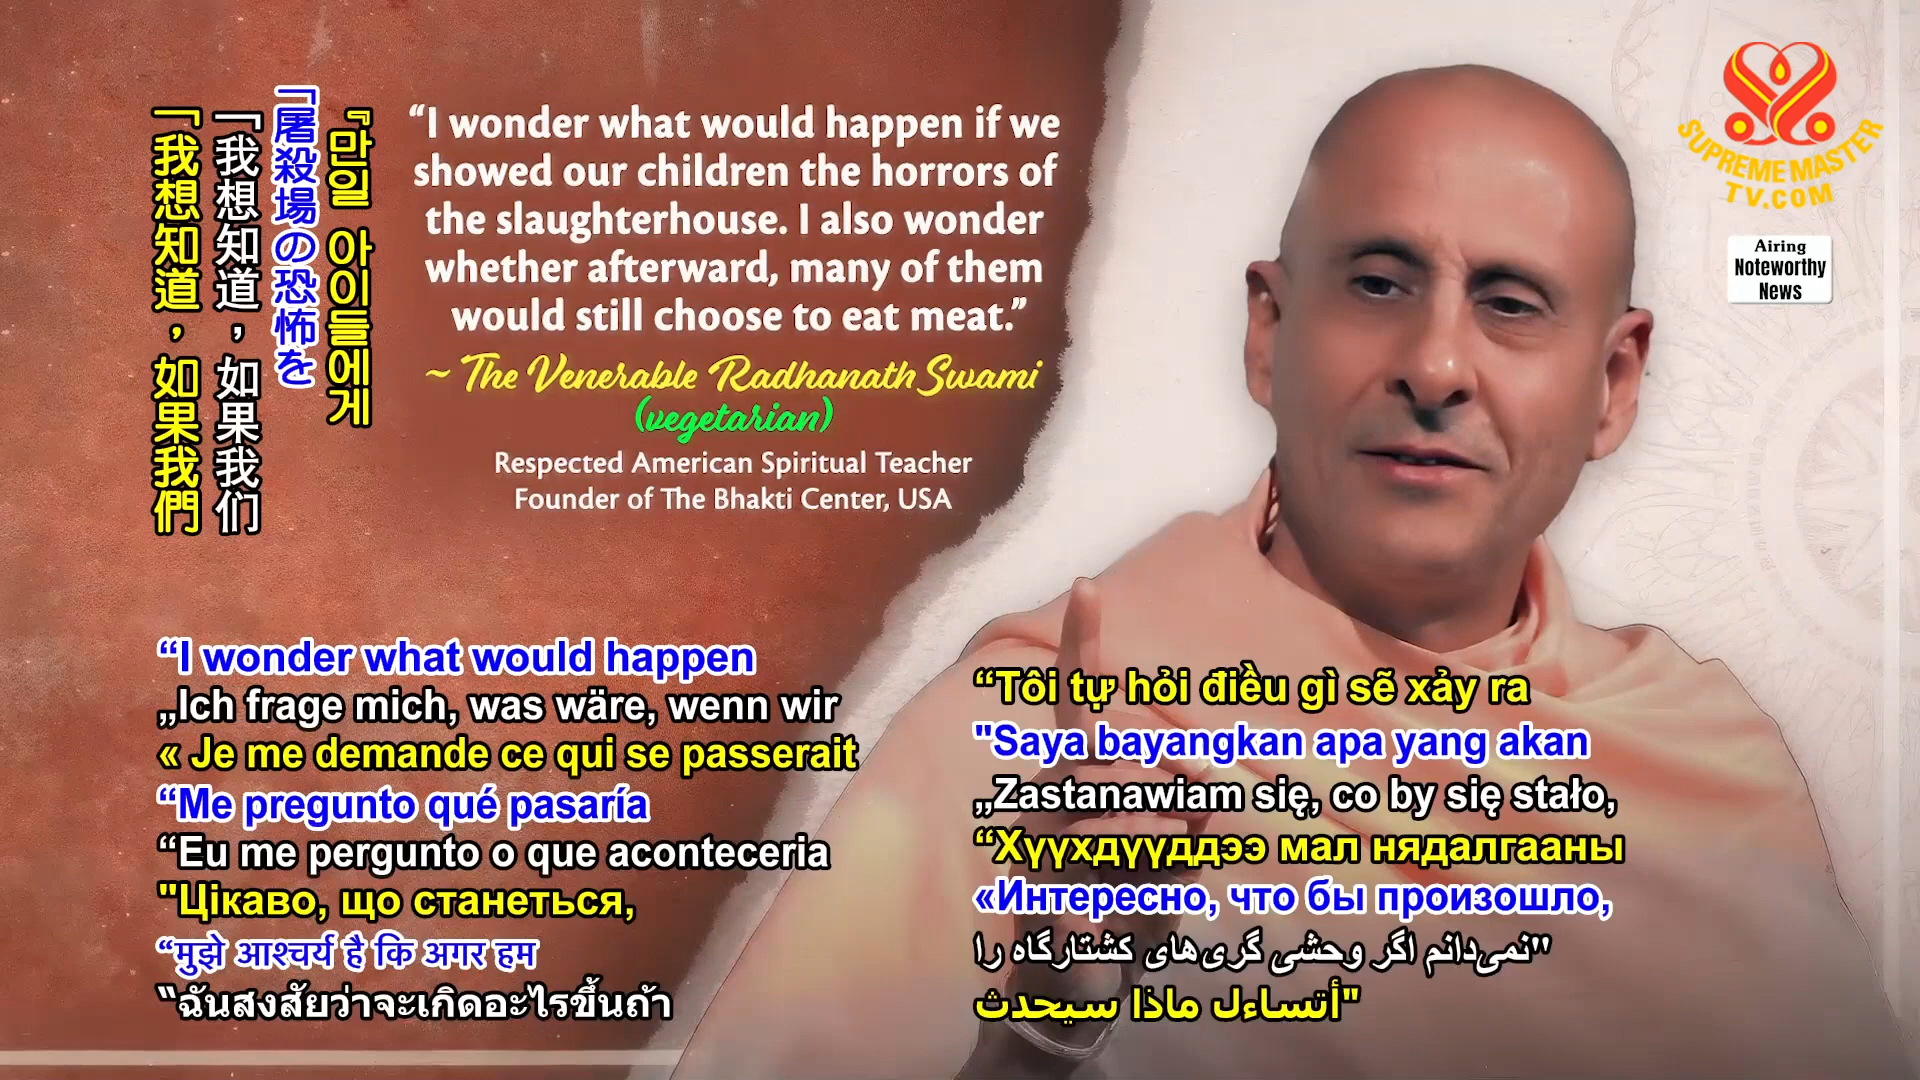 “I wonder what would happen if we
showed our children the horrors of
the slaughterhouse. I also wonder
whether afterward, many of them
would still choose to eat meat.”
~ The Venerable Radhanath Swami
(vegetarian)
Respected American Spiritual Teacher
Founder of The Bhakti Center, USA
SUPREME MASTER
TV.COM
Airing
Noteworthy
News
『만일 아이들에게
「屠殺場の恐怖を
「我想知道，如果我们
「我想知道，如果我們
“I wonder what would happen
„Ich frage mich, was wäre, wenn wir
« Je me demande ce qui se passerait
“Me pregunto qué pasaría
“Eu me pergunto o que aconteceria
"Цікаво, що станеться,
“मुझे आश्चर्य है कि अगर हम
“ฉันสงสัยว่าจะเกิดอะไรขึ้นถ้า
“Tôi tự hỏi điều gì sẽ xảy ra
"Saya bayangkan apa yang akan
„Zastanawiam się, co by się stało,
“Хүүхдүүддээ мал нядалгааны
«Интересно, что бы произошло,
"نمی‌دانم اگر وحشی گری‌های کشتارگاه را
"أتساءل ماذا سيحدث